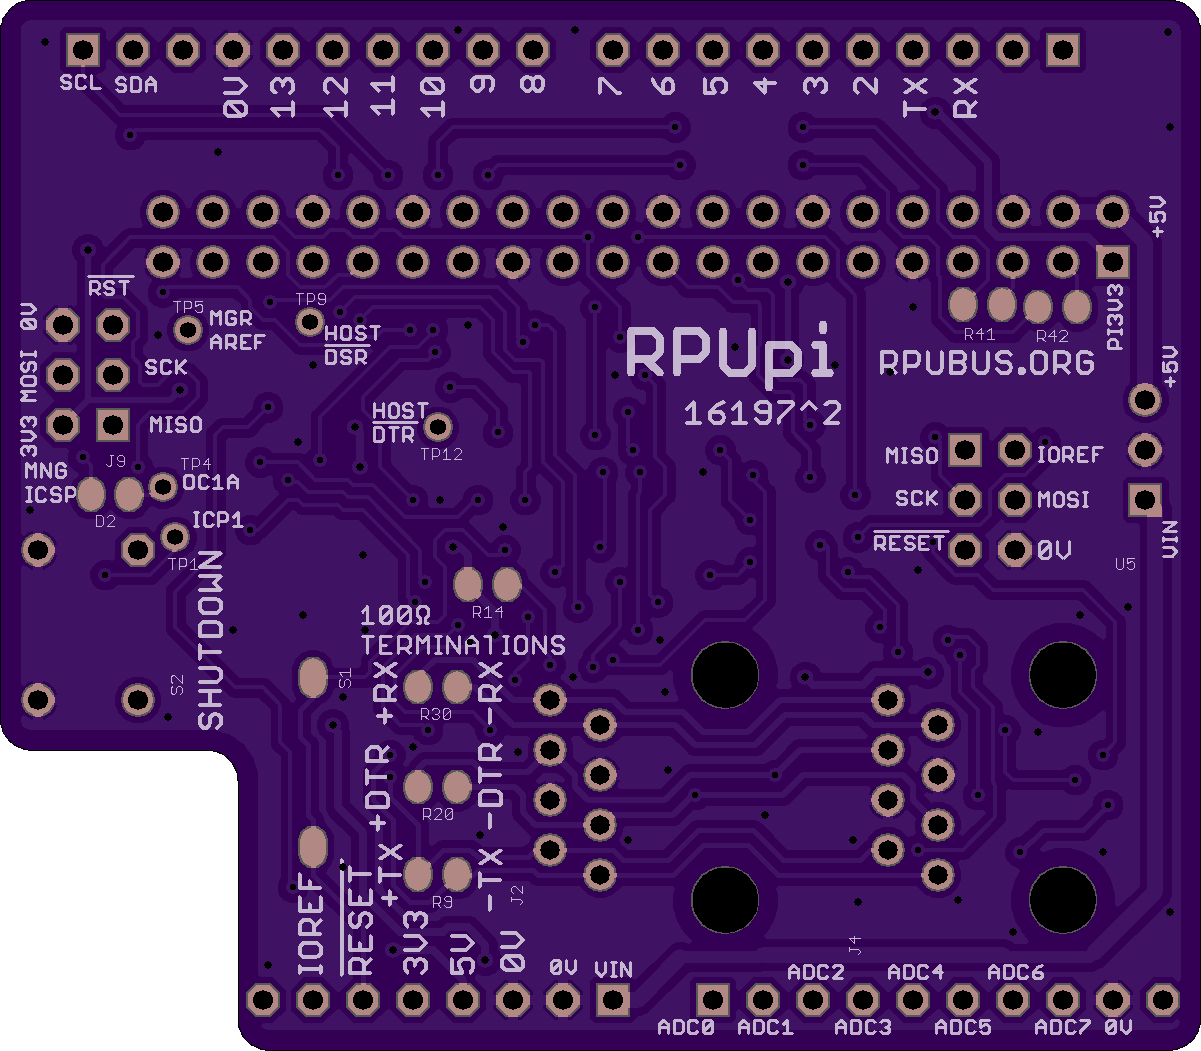 SCL SDA 0V 13 12 11 10 9 8 7 6 5 4 3 2 TX RX
+5V
RST
TP5 MGR AREF
TP9
HOST
DSR
RPUpi
16197^2
R41
R42
PI3V3
RPUBUS.ORG
+5V
3V3 MOSI 0V
SCK
MISO
HOST
DTR
TP12
J9
MNG
ICSP
TP4
OC1A
D2
ICP1
TP1
MISO
IOREF
SCK
MOSI
RESET
0V
VIN
U5
R14
100Ω
TERMINATIONS
SHUTDOWN
S2
S1
+TX +DTR +RX
-TX -DTR -RX
R30
R20
R9
J2
J4
IOREF
RESET
3V3
5V
0V
0V
VIN
ADC2 ADC4 ADC6
ADC0 ADC1 ADC3 ADC5 ADC7 0V